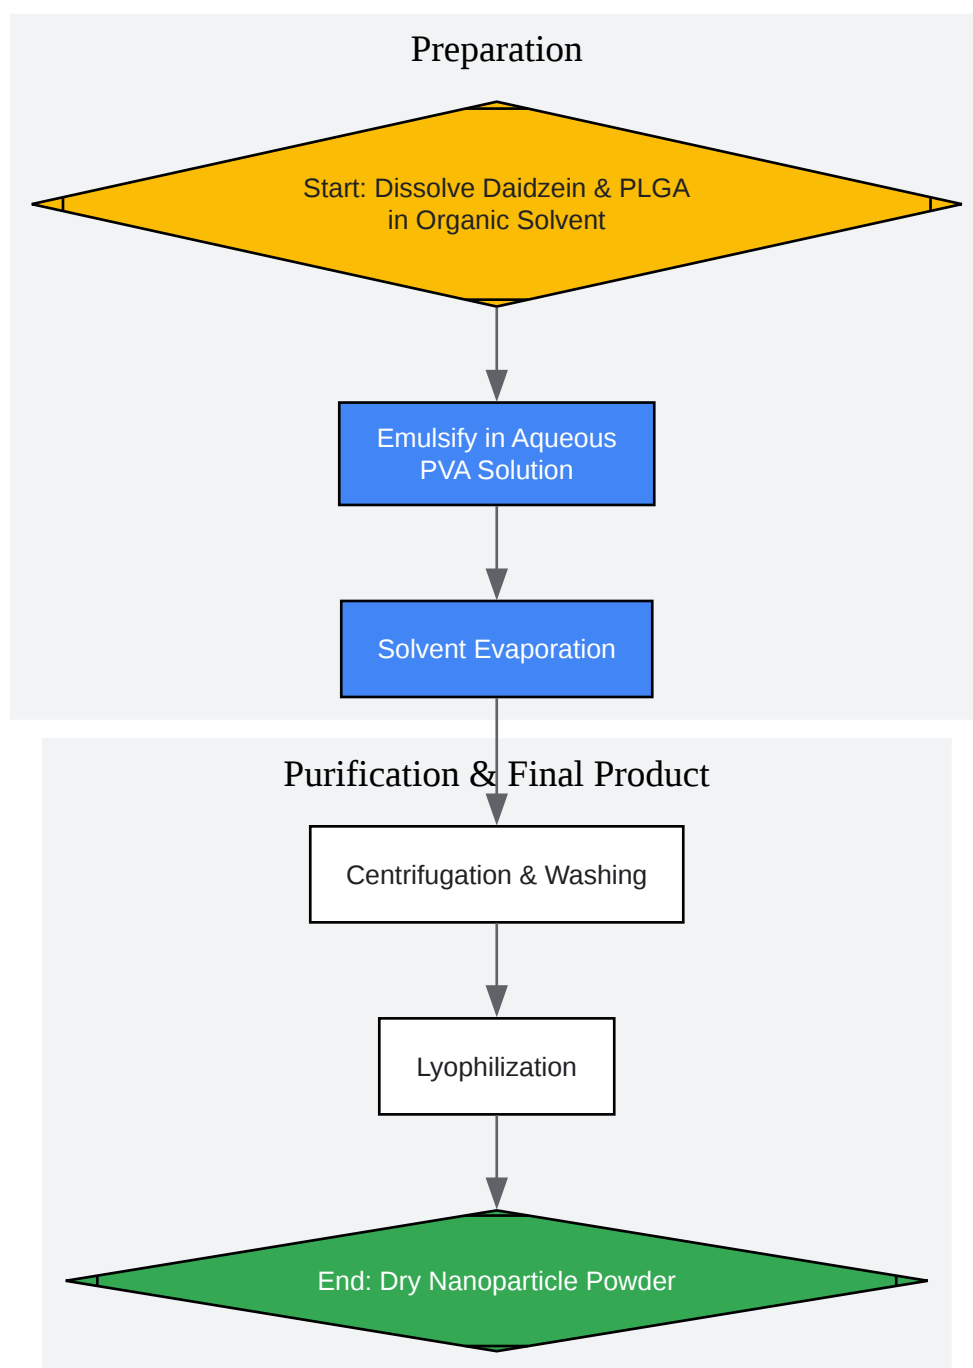 Preparation
Start: Dissolve Daidzein & PLGA
in Organic Solvent
Emulsify in Aqueous
PVA Solution
Solvent Evaporation
Purification & Final Product
Centrifugation & Washing
Lyophilization
End: Dry Nanoparticle Powder